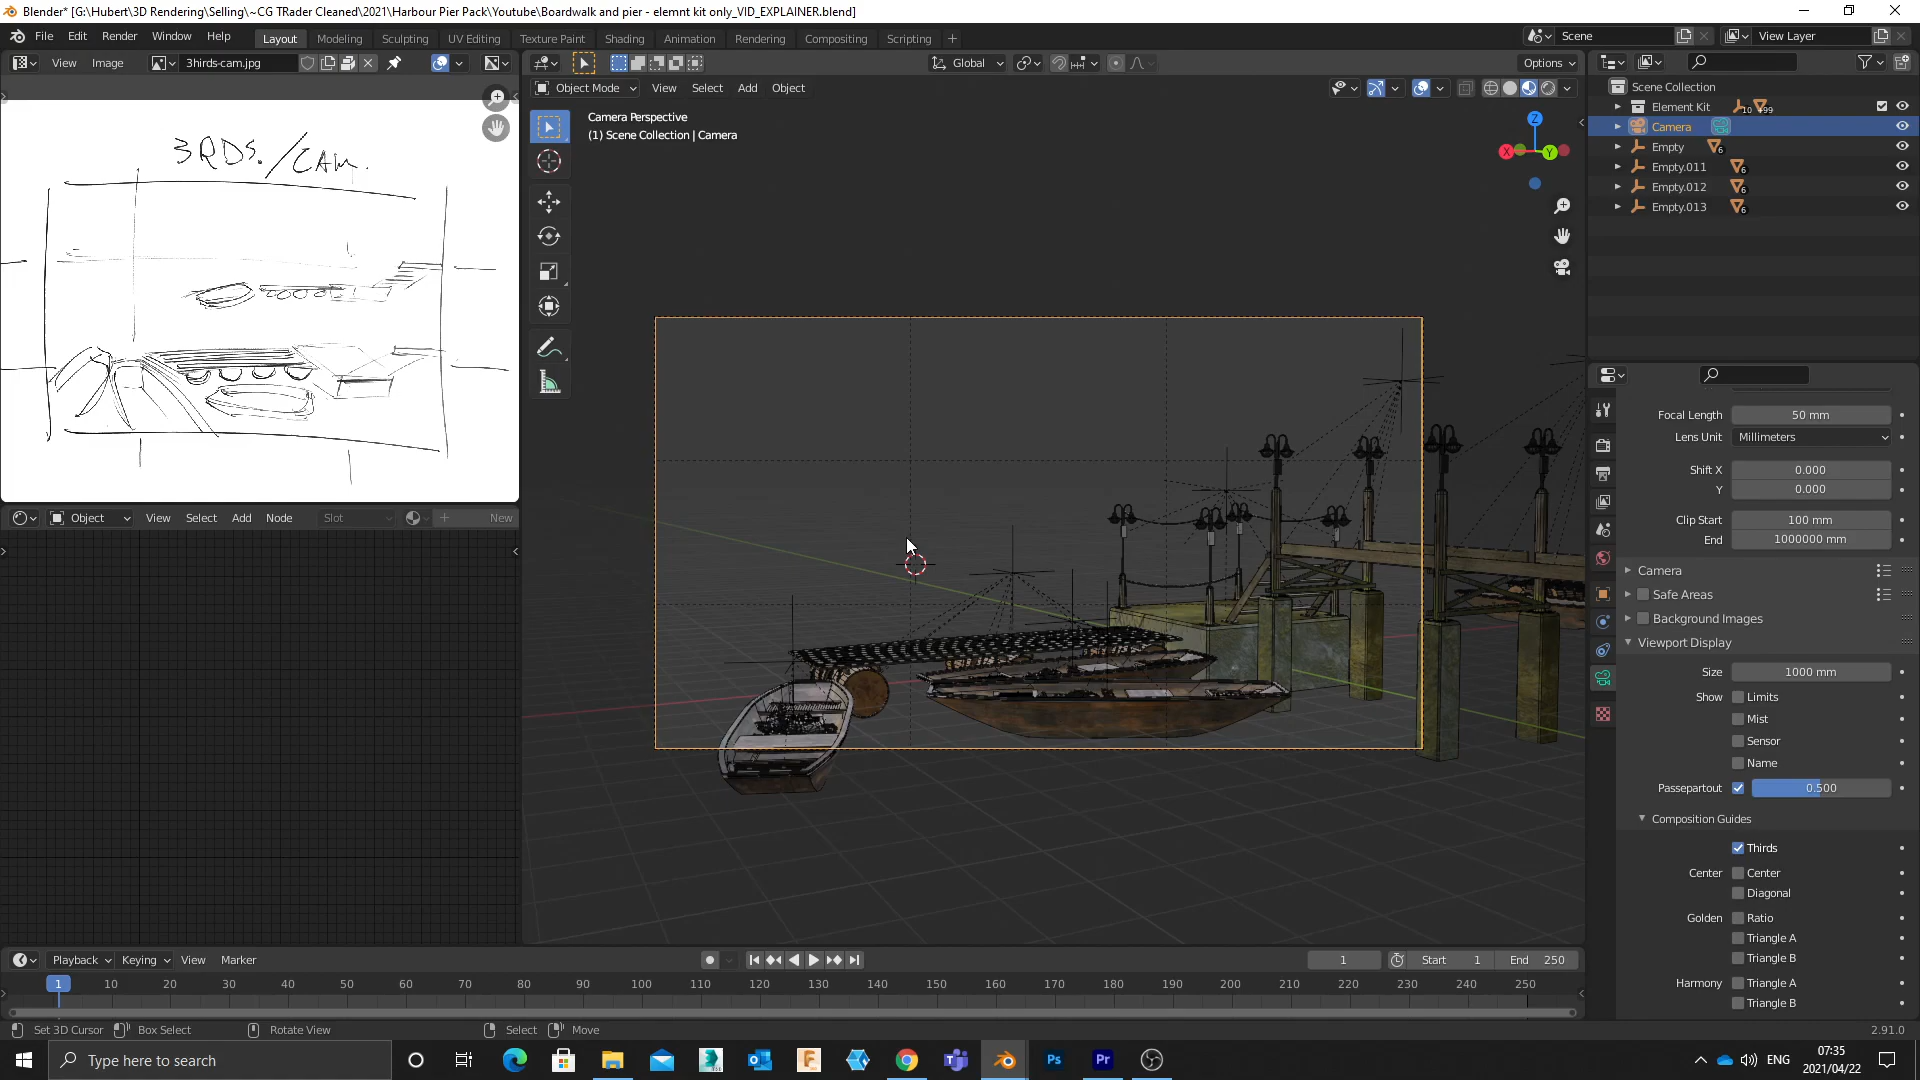 Blender* [G:\Hubert\3D Rendering\Selling\~CG TRader Cleaned\2021\Harbour Pier Pack\Youtube\Boardwalk and pier - elemnt kit only_VID_EXPLAINER.blend]
File Edit Render Window Help Layout Modeling Sculpting UV Editing Texture Paint Shading Animation Rendering Compositing Scripting + Scene View Layer
View Image 3hirds-cam.jpg Global Options
Object Mode View Select Add Object
Camera Perspective
(1) Scene Collection | Camera
3RDS./CAM.
Z
X Y
Scene Collection
Element Kit 10 +99
Camera
Empty 6
Empty.011 6
Empty.012 6
Empty.013 6
Focal Length 50 mm
Lens Unit Millimeters
Shift X 0.000
Y 0.000
Clip Start 100 mm
End 1000000 mm
Camera
Safe Areas
Background Images
Viewport Display
Size 1000 mm
Show Limits
Mist
Sensor
Name
Passepartout 0.500
Composition Guides
Thirds
Center Center
Diagonal
Golden Ratio
Triangle A
Triangle B
Harmony Triangle A
Triangle B
Object View Select Add Node Slot New
Playback Keying View Marker 1 Start 1 End 250
1 10 20 30 40 50 60 70 80 90 100 110 120 130 140 150 160 170 180 190 200 210 220 230 240 250
Set 3D Cursor Box Select Rotate View Select Move 2.91.0
Type here to search
ENG
07:35
2021/04/22